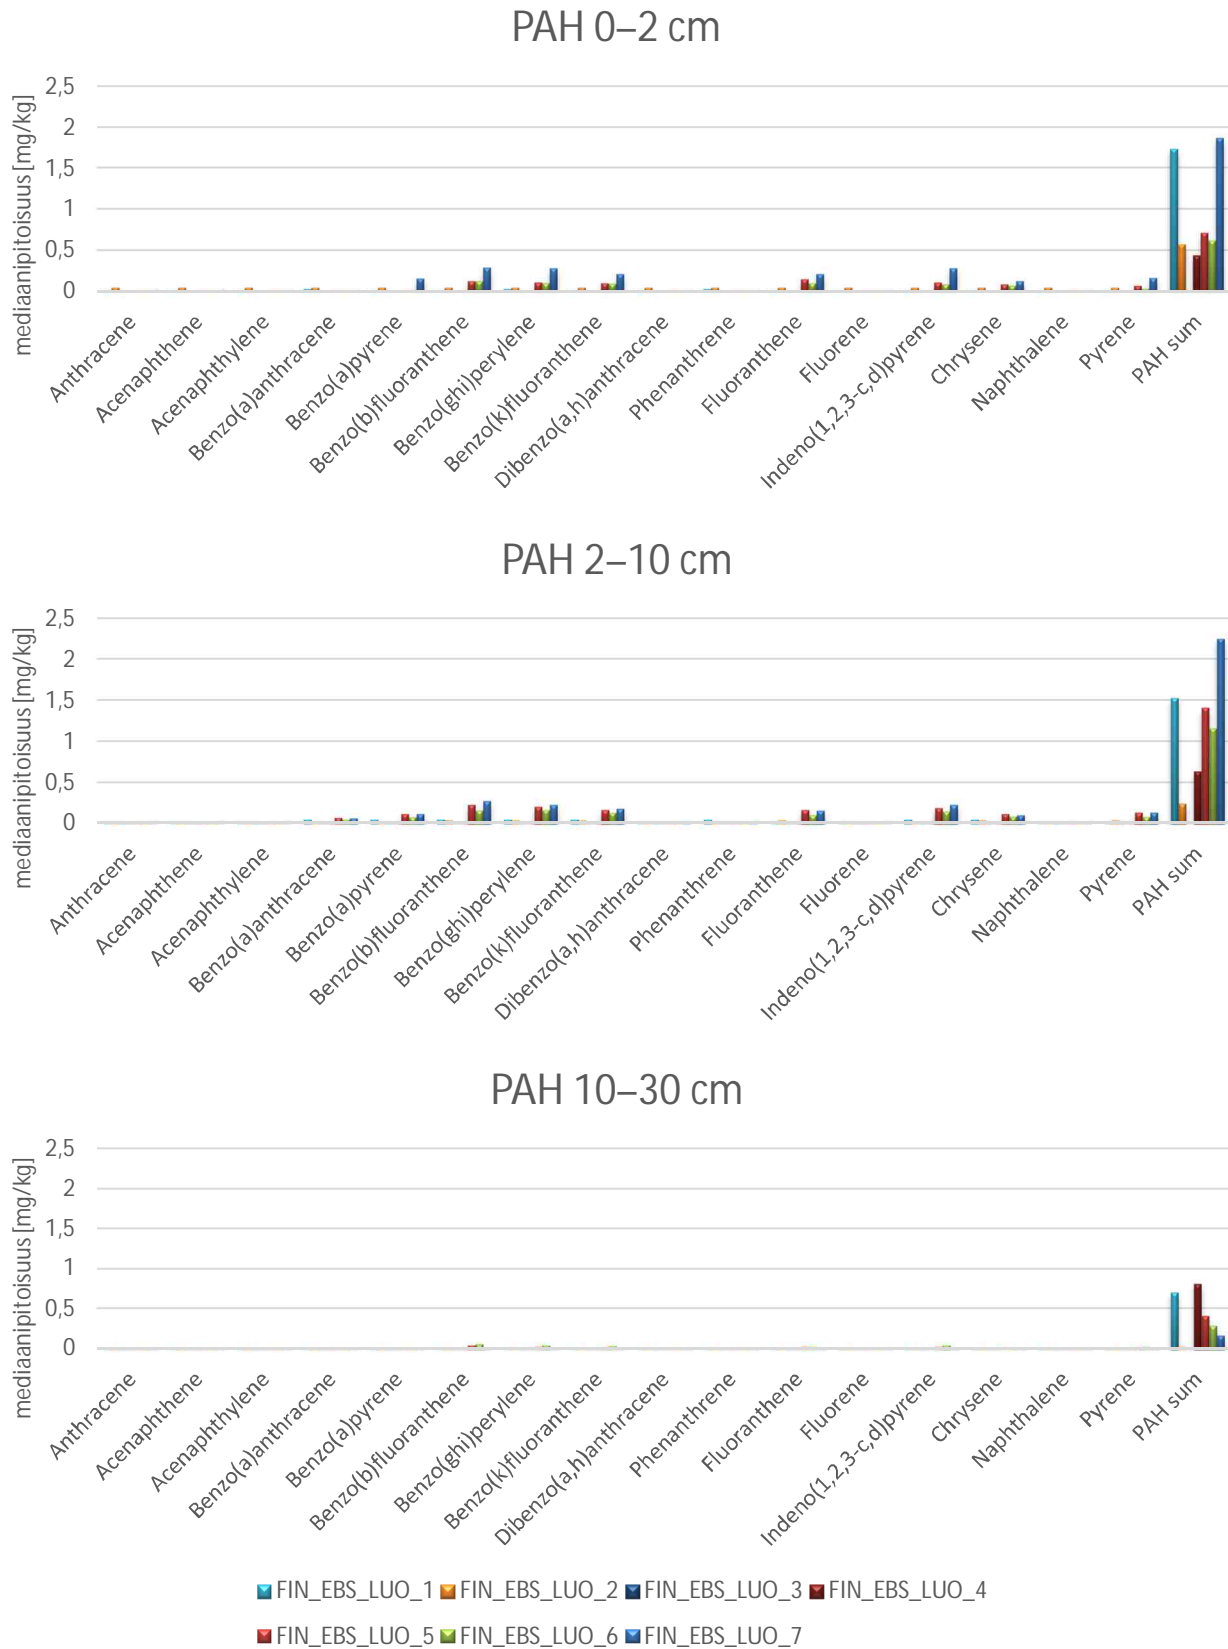 PAH 0–2 cm
mediaanipitoisuus [mg/kg]
2,5
2
1,5
1
0,5
0
Anthracene
Acenaphthene
Acenaphthylene
Benzo(a)anthracene
Benzo(a)pyrene
Benzo(b)fluoranthene
Benzo(ghi)perylene
Benzo(k)fluoranthene
Dibenzo(a,h)anthracene
Phenanthrene
Fluoranthene
Fluorene
Indeno(1,2,3-c,d)pyrene
Chrysene
Naphthalene
Pyrene
PAH sum
PAH 2–10 cm
mediaanipitoisuus [mg/kg]
2,5
2
1,5
1
0,5
0
Anthracene
Acenaphthene
Acenaphthylene
Benzo(a)anthracene
Benzo(a)pyrene
Benzo(b)fluoranthene
Benzo(ghi)perylene
Benzo(k)fluoranthene
Dibenzo(a,h)anthracene
Phenanthrene
Fluoranthene
Fluorene
Indeno(1,2,3-c,d)pyrene
Chrysene
Naphthalene
Pyrene
PAH sum
PAH 10–30 cm
mediaanipitoisuus [mg/kg]
2,5
2
1,5
1
0,5
0
Anthracene
Acenaphthene
Acenaphthylene
Benzo(a)anthracene
Benzo(a)pyrene
Benzo(b)fluoranthene
Benzo(ghi)perylene
Benzo(k)fluoranthene
Dibenzo(a,h)anthracene
Phenanthrene
Fluoranthene
Fluorene
Indeno(1,2,3-c,d)pyrene
Chrysene
Naphthalene
Pyrene
PAH sum
FIN_EBS_LUO_1 FIN_EBS_LUO_2 FIN_EBS_LUO_3 FIN_EBS_LUO_4
FIN_EBS_LUO_5 FIN_EBS_LUO_6 FIN_EBS_LUO_7